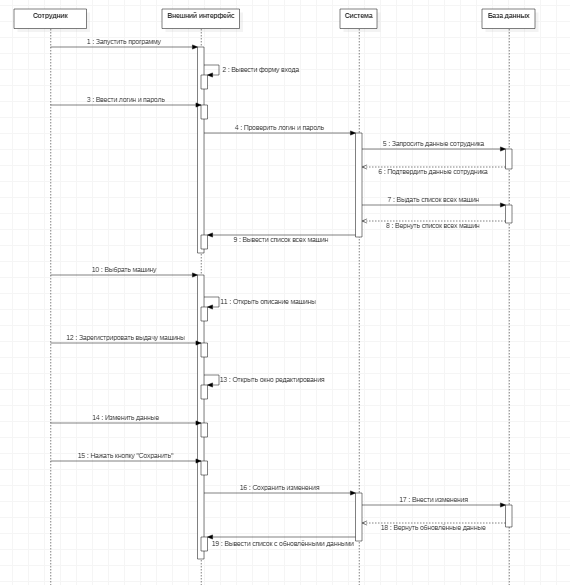 Сотрудник
Внешний интерфейс
Система
База данных
1 : Запустить программу
2 : Вывести форму входа
3 : Ввести логин и пароль
4 : Проверить логин и пароль
5 : Запросить данные сотрудника
6 : Подтвердить данные сотрудника
7 : Выдать список всех машин
8 : Вернуть список всех машин
9 : Вывести список всех машин
10 : Выбрать машину
11 : Открыть описание машины
12 : Зарегистрировать выдачу машины
13 : Открыть окно редактирования
14 : Изменить данные
15 : Нажать кнопку "Сохранить"
16 : Сохранить изменения
17 : Внести изменения
18 : Вернуть обновленные данные
19 : Вывести Список с обновлёнными данными